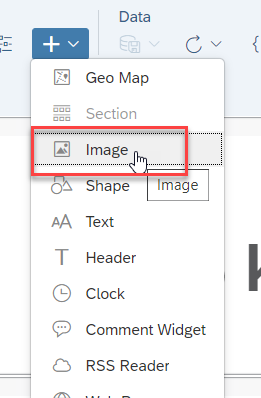 Data
Geo Map
Section
Image
Shape
Image
Text
Header
Clock
Comment Widget
RSS Reader